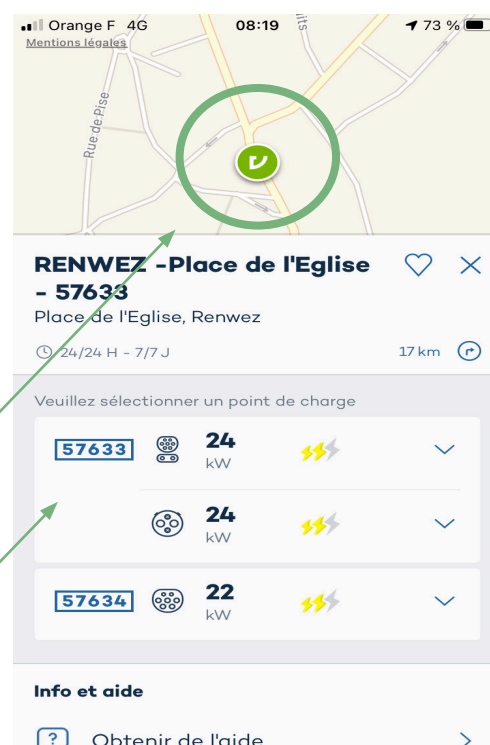 Orange F 4G 08:19 73 %
Mentions légales
Rue de Pise
its
RENWEZ -Place de l'Eglise
- 57633
Place de l'Eglise, Renwez
24/24 H - 7/7 J 17 km
Veuillez sélectionner un point de charge
57633 24
kW
24
kW
57634 22
kW
Info et aide
? Obtenir de l'aide